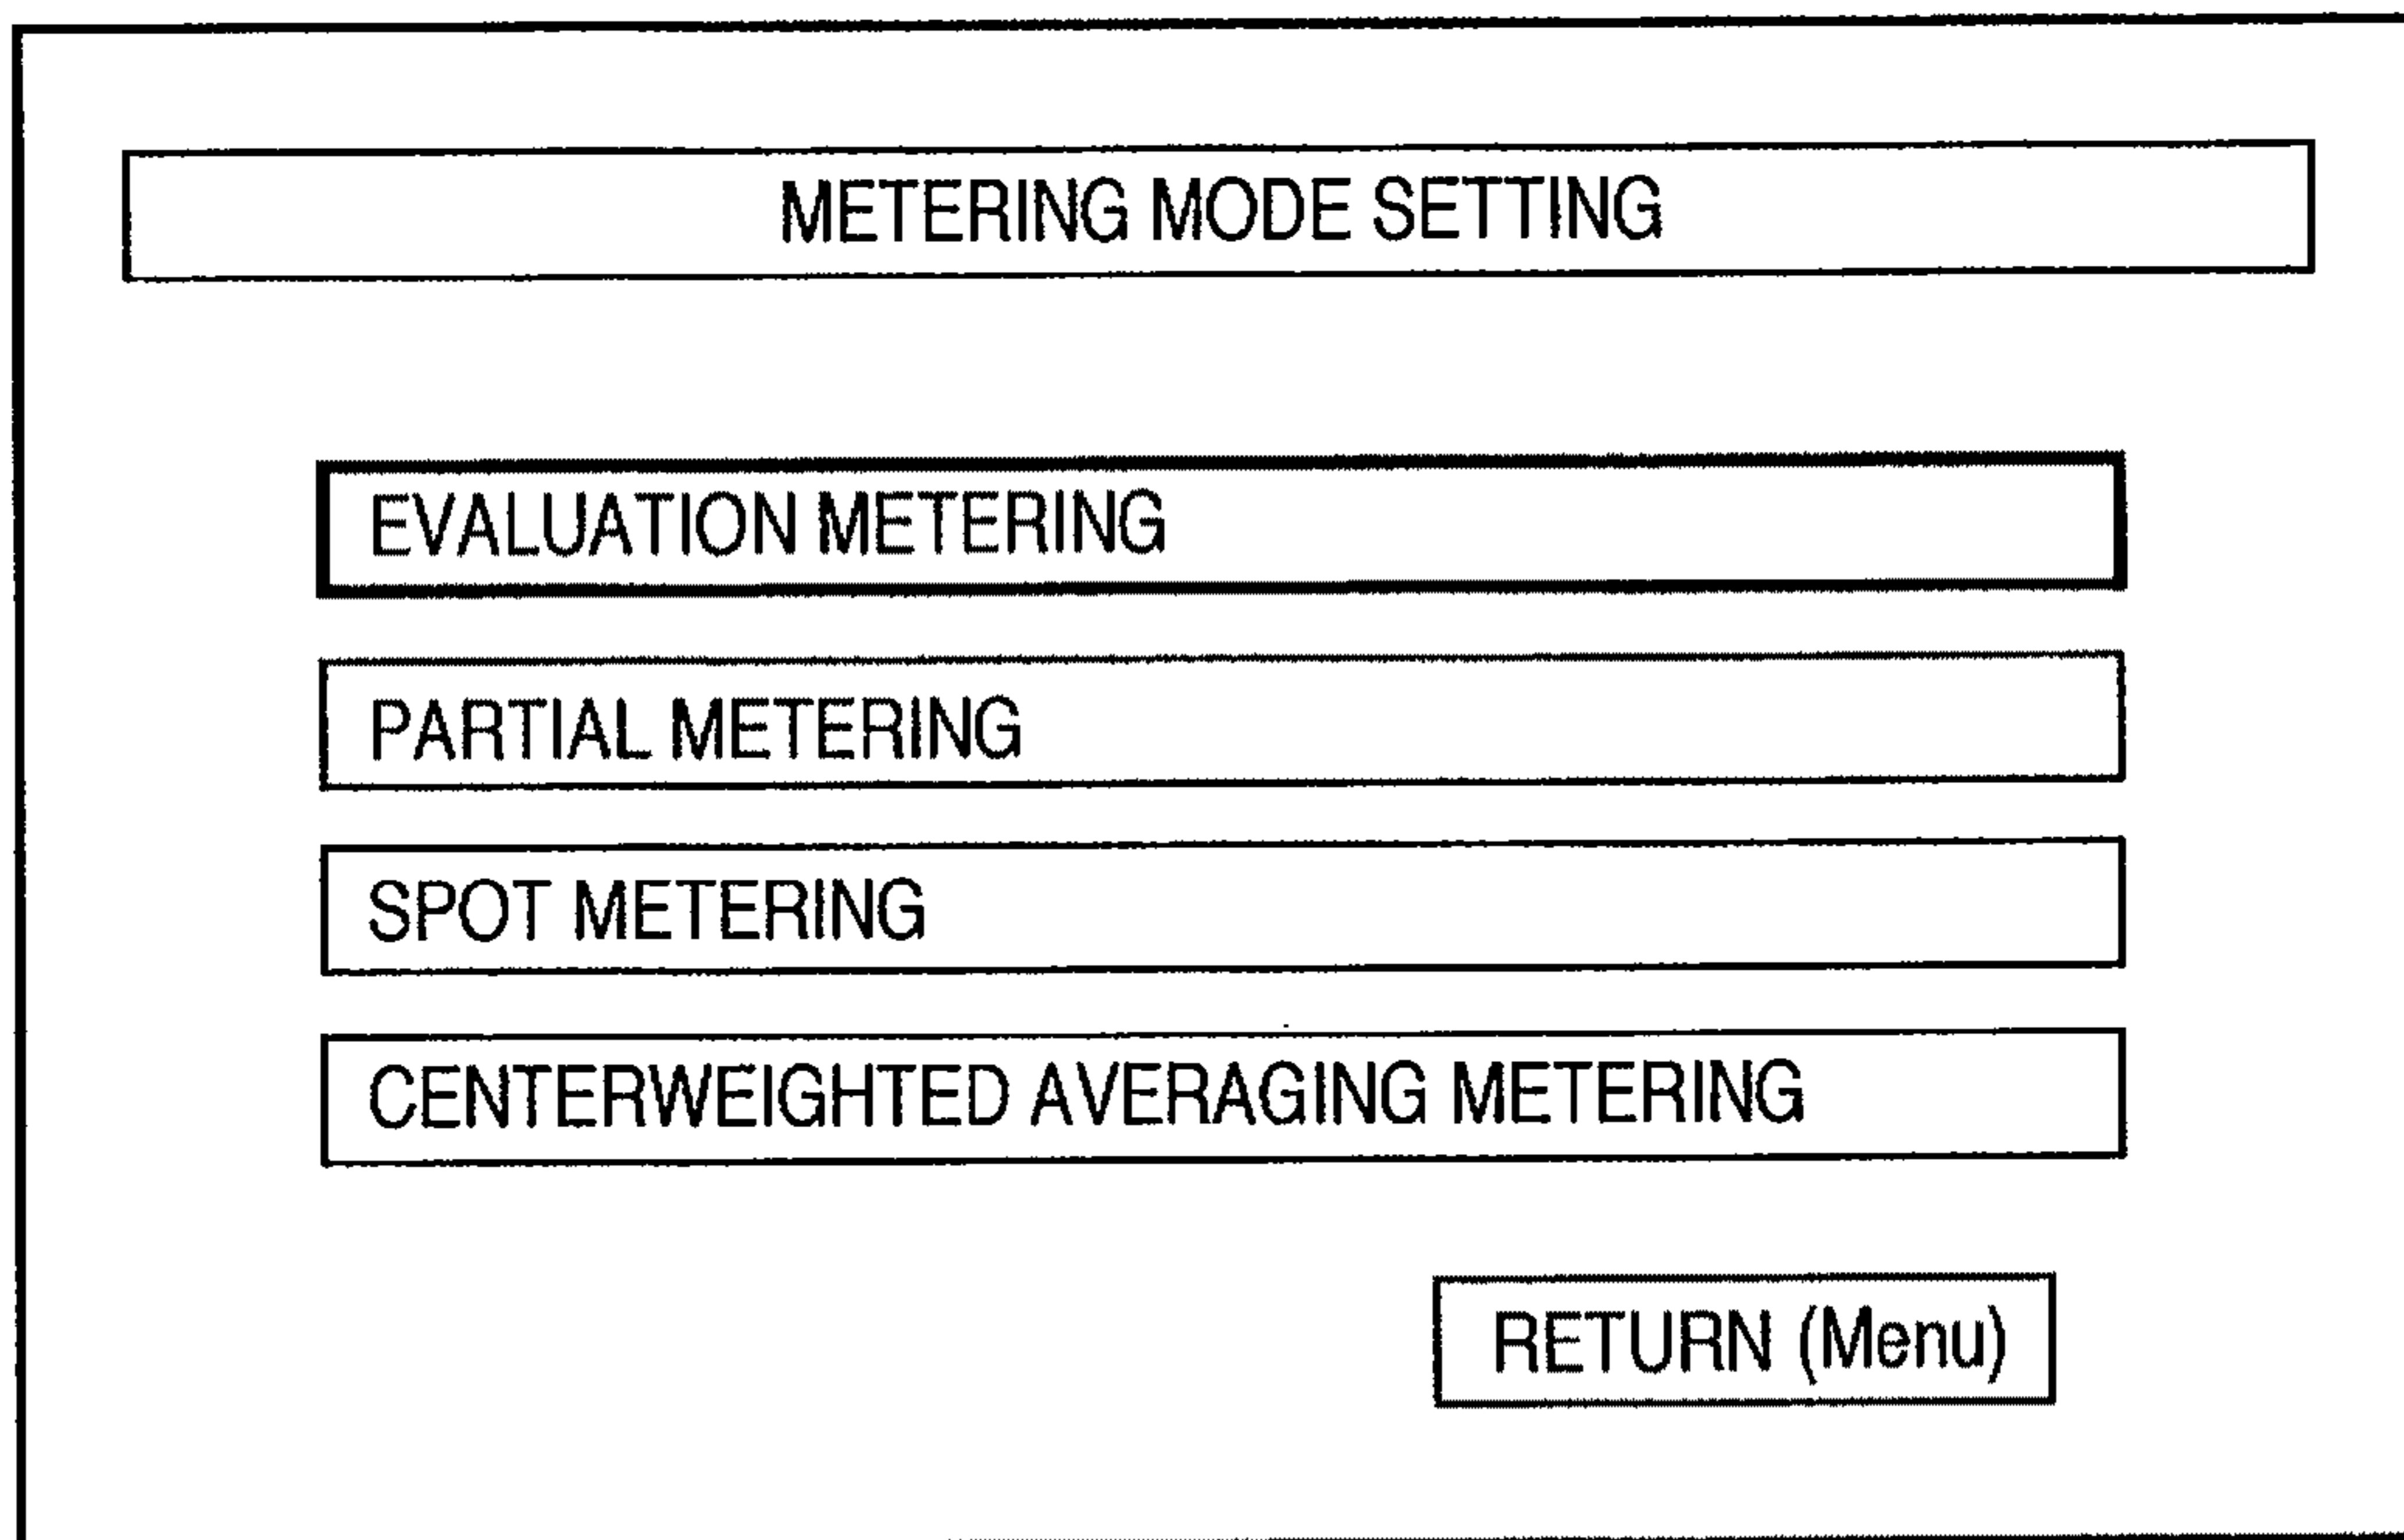 METERING MODE SETTING
EVALUATION METERING
PARTIAL METERING
SPOT METERING
CENTERWEIGHTED AVERAGING METERING
RETURN (Menu)